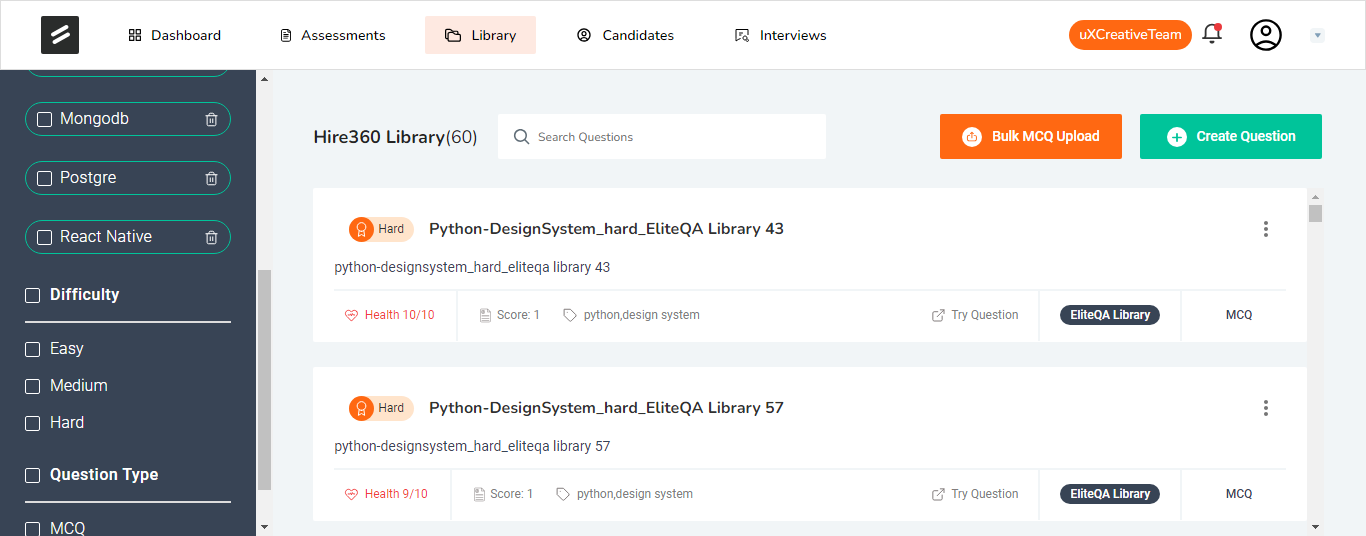 Dashboard
Assessments
Library
Candidates
Interviews
uXCreativeTeam
Mongodb
Postgre
React Native
Difficulty
Easy
Medium
Hard
Question Type
MCQ
Hire360 Library(60)
Search Questions
Bulk MCQ Upload
Create Question
Hard
Python-DesignSystem_hard_EliteQA Library 43
python-designsystem_hard_eliteqa library 43
Health 10/10
Score: 1
python,design system
Try Question
EliteQA Library
MCQ
Hard
Python-DesignSystem_hard_EliteQA Library 57
python-designsystem_hard_eliteqa library 57
Health 9/10
Score: 1
python,design system
Try Question
EliteQA Library
MCQ